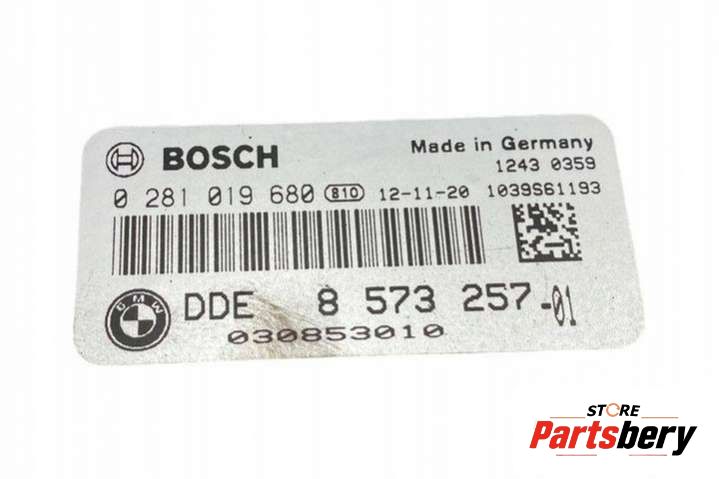 BOSCH
Made in Germany
1243 0359
0 281 019 680 810 12-11-20 1039S61193
BMW DDE 8 573 257-01
030853010
STORE
Partsbery